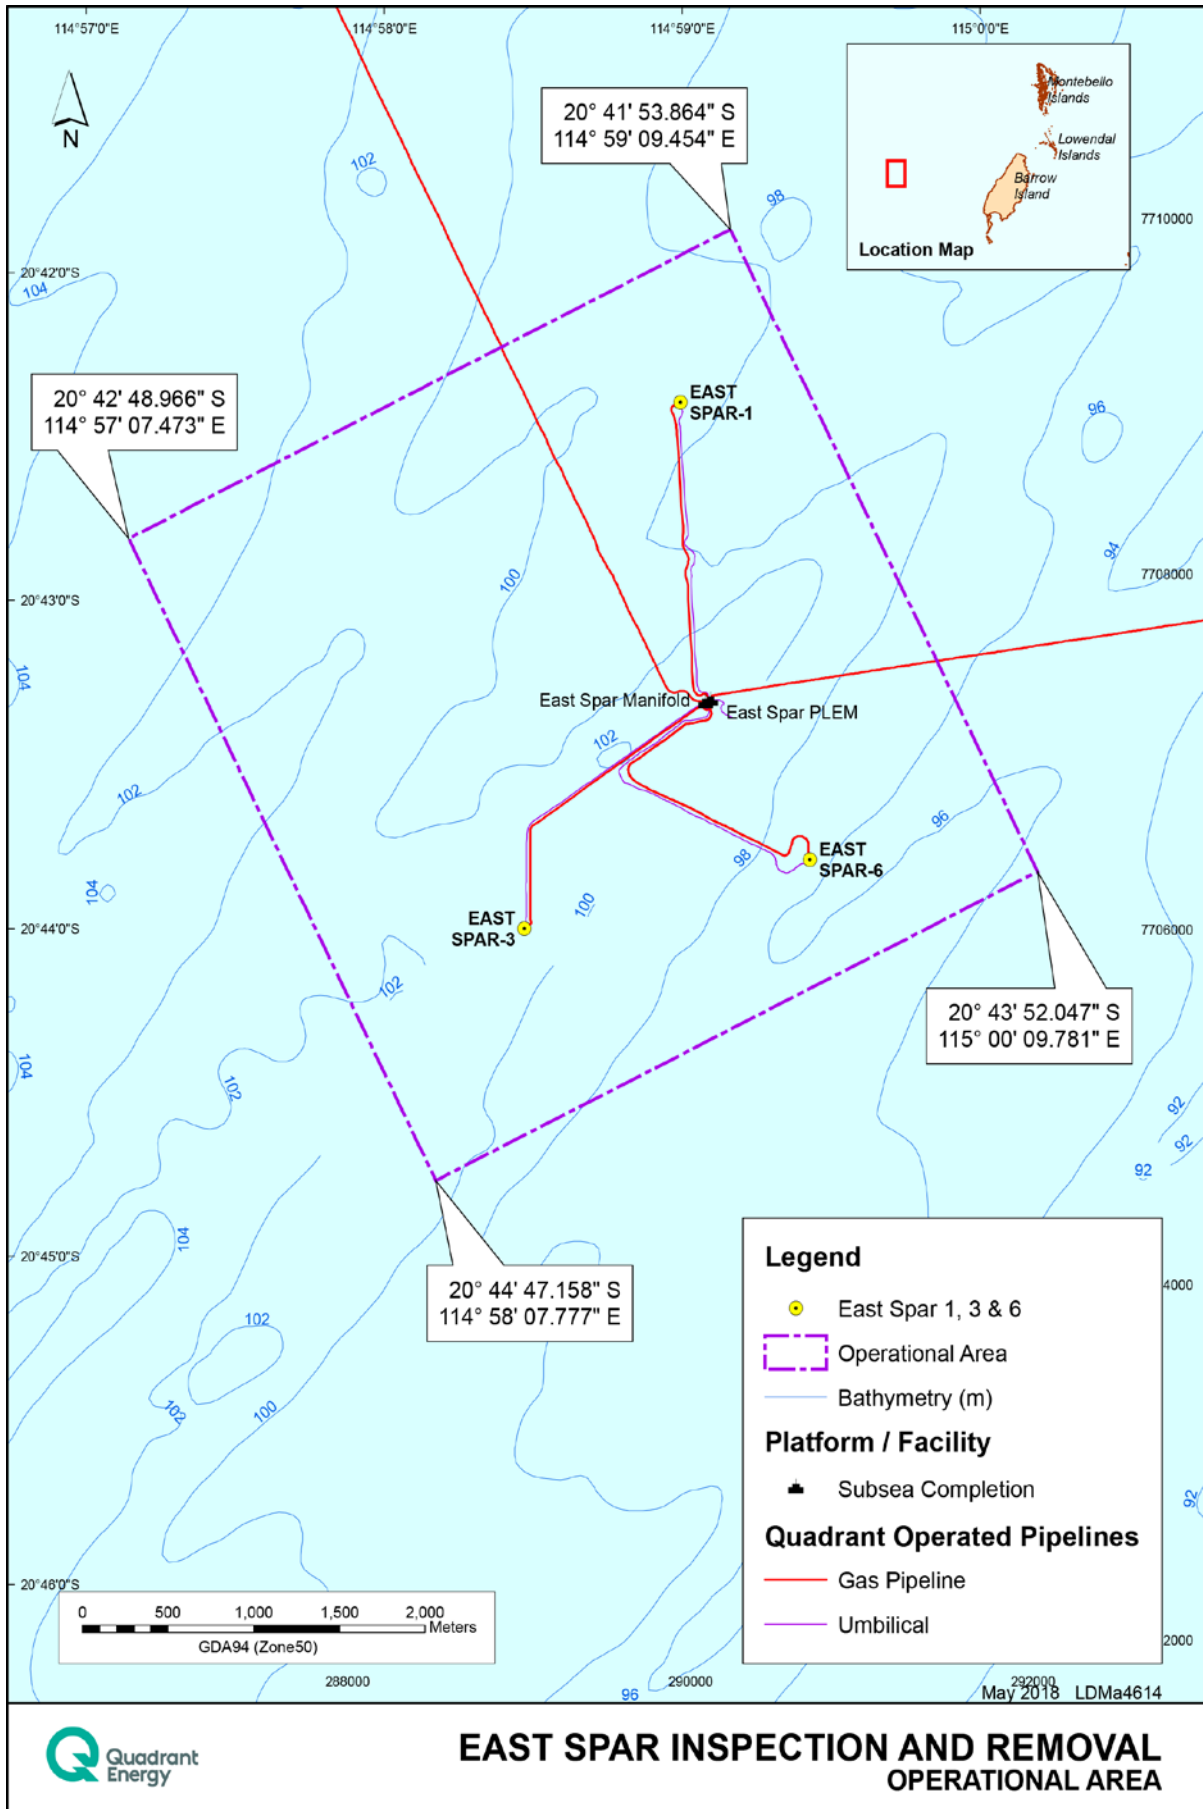 114°57'0"E
114°58'0"E
114°59'0"E
115°0'0"E
N
20° 41' 53.864" S
114° 59' 09.454" E
Montebello
Islands
Lowendal
Islands
Barrow
Island
Location Map
102
98
7710000
20°42'0"S
104
20° 42' 48.966" S
114° 57' 07.473" E
EAST
SPAR-1
96
94
100
7708000
20°43'0"S
104
East Spar Manifold
East Spar PLEM
102
102
96
98
EAST
SPAR-6
104
100
EAST
SPAR-3
20°44'0"S
7706000
102
20° 43' 52.047" S
115° 00' 09.781" E
104
102
92
92
92
104
20°45'0"S
20° 44' 47.158" S
114° 58' 07.777" E
4000
102
102
100
Legend
East Spar 1, 3 & 6
Operational Area
Bathymetry (m)
Platform / Facility
Subsea Completion
Quadrant Operated Pipelines
Gas Pipeline
Umbilical
92
20°46'0"S
0
500
1,000
1,500
2,000
Meters
GDA94 (Zone50)
2000
288000
290000
292000
96
May 2018 LDMa4614
Quadrant
Energy
EAST SPAR INSPECTION AND REMOVAL
OPERATIONAL AREA